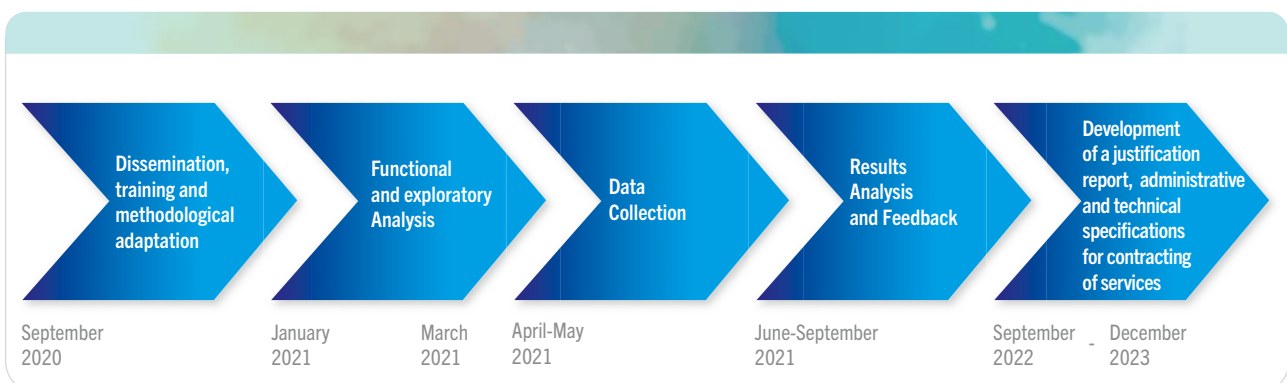 Dissemination,
training and
methodological
adaptation
Functional
and exploratory
Analysis
Data
Collection
Results
Analysis
and Feedback
Development
of a justification
report, administrative
and technical
specifications
for contracting
of services
September
2020
January
2021
March
2021
April-May
2021
June-September
2021
September
2022
-
December
2023